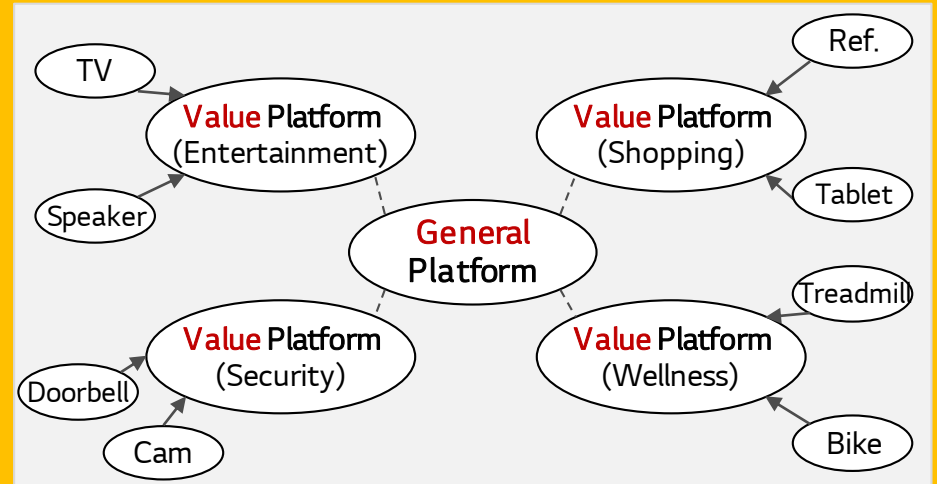 TV
Value Platform
(Entertainment)
Speaker
Ref.
Value Platform
(Shopping)
Tablet
General
Platform
Value Platform
(Security)
Doorbell
Cam
Treadmill
Value Platform
(Wellness)
Bike